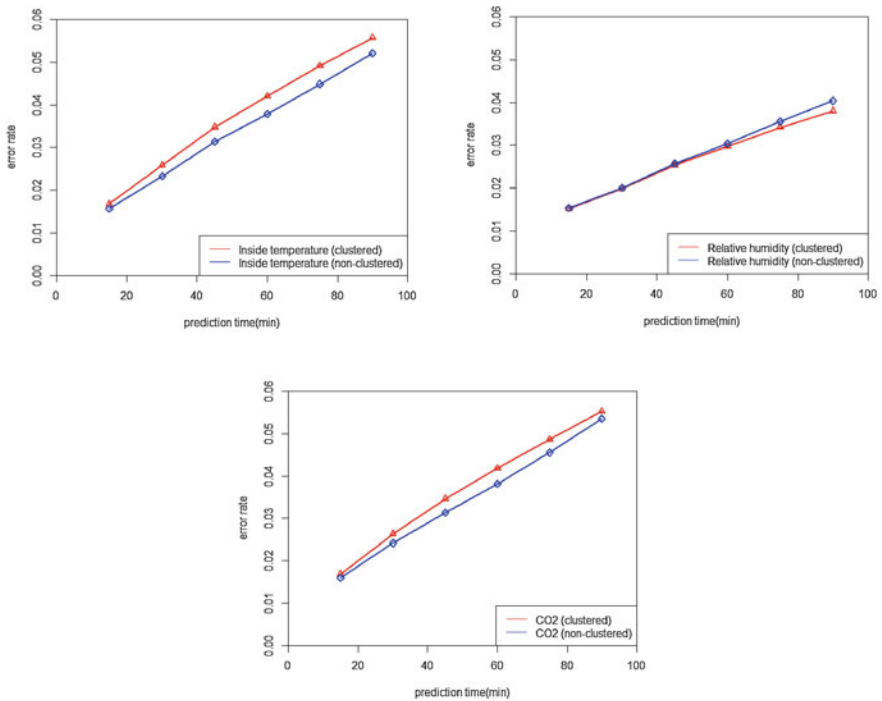 0.06
0.05
0.04
0.03
0.02
0.01
0.00
error rate
Inside temperature (clustered)
Inside temperature (non-clustered)
0 20 40 60 80 100
prediction time(min)
0.06
0.05
0.04
0.03
0.02
0.01
0.00
error rate
Relative humidity (clustered)
Relative humidity (non-clustered)
0 20 40 60 80 100
prediction time(min)
0.06
0.05
0.04
0.03
0.02
0.01
0.00
error rate
CO2 (clustered)
CO2 (non-clustered)
0 20 40 60 80 100
prediction time(min)